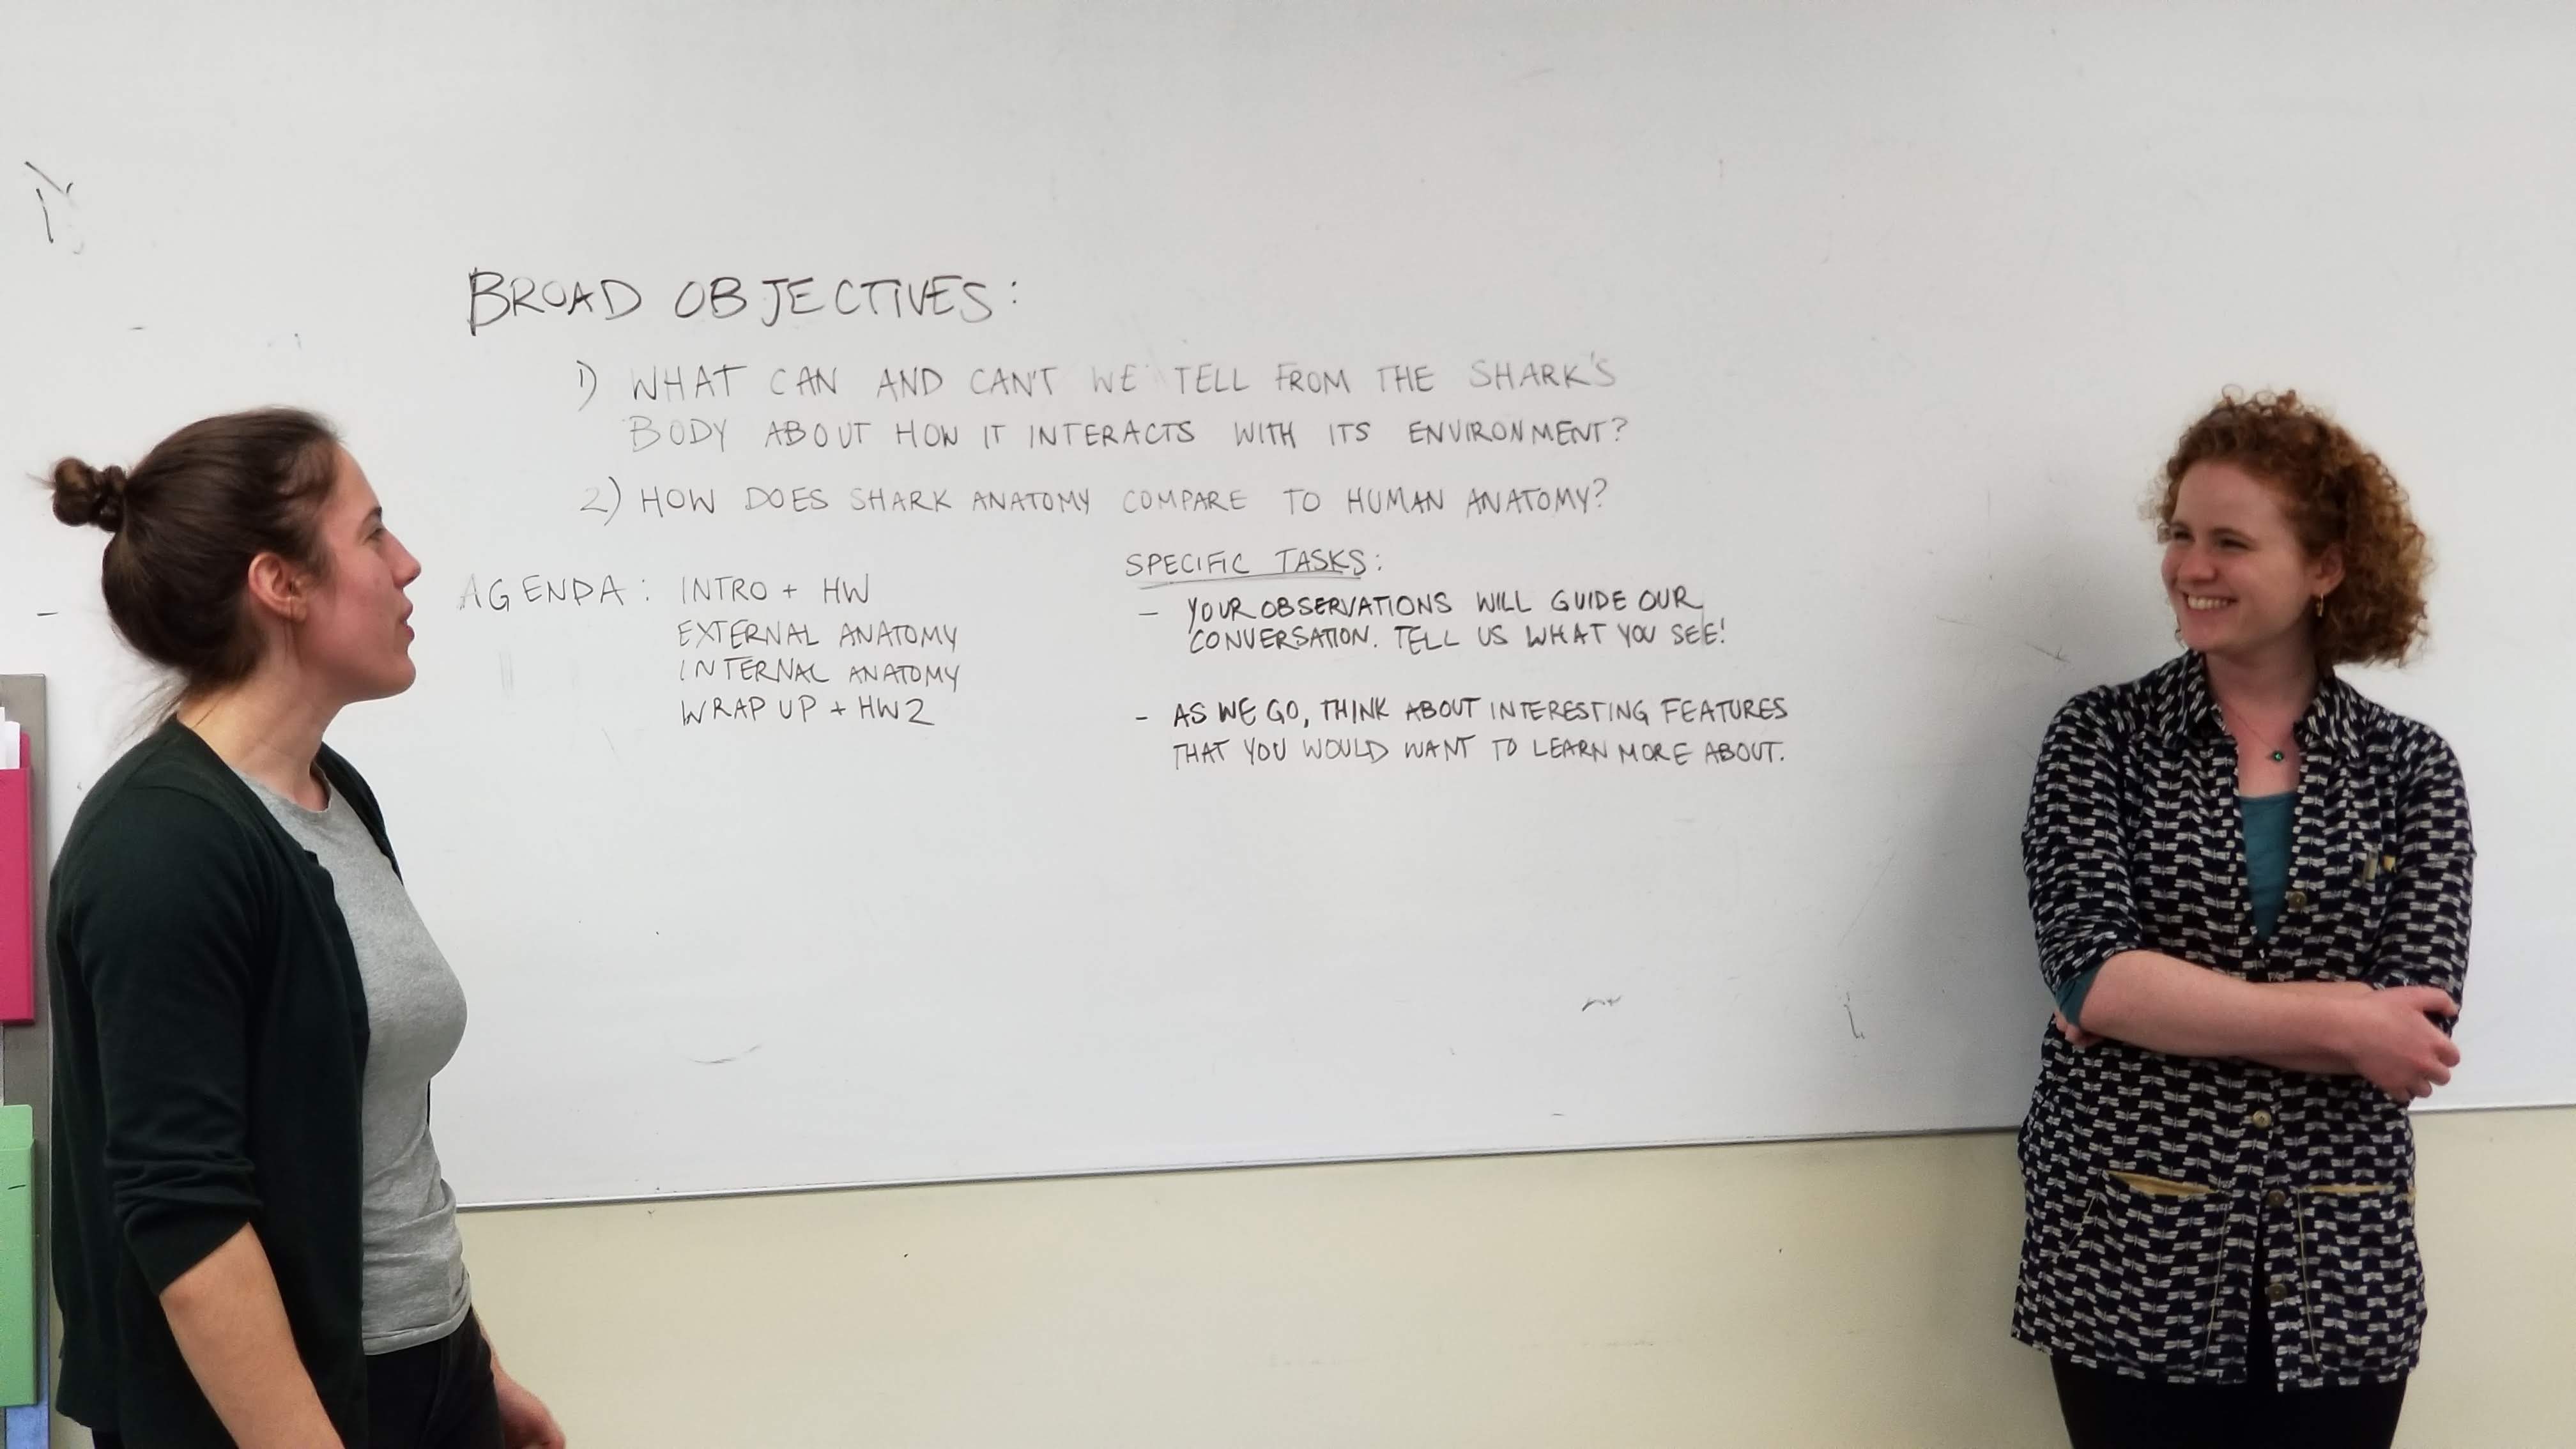 BROAD OBJECTIVES:
1) WHAT CAN AND CAN'T WE TELL FROM THE SHARK'S
BODY ABOUT HOW IT INTERACTS WITH ITS ENVIRONMENT?
2) HOW DOES SHARK ANATOMY COMPARE TO HUMAN ANATOMY?
AGENDA: INTRO + HW
EXTERNAL ANATOMY
INTERNAL ANATOMY
WRAP UP + HW2
SPECIFIC TASKS:
- YOUR OBSERVATIONS WILL GUIDE OUR
CONVERSATION. TELL US WHAT YOU SEE!
- AS WE GO, THINK ABOUT INTERESTING FEATURES
THAT YOU WOULD WANT TO LEARN MORE ABOUT.